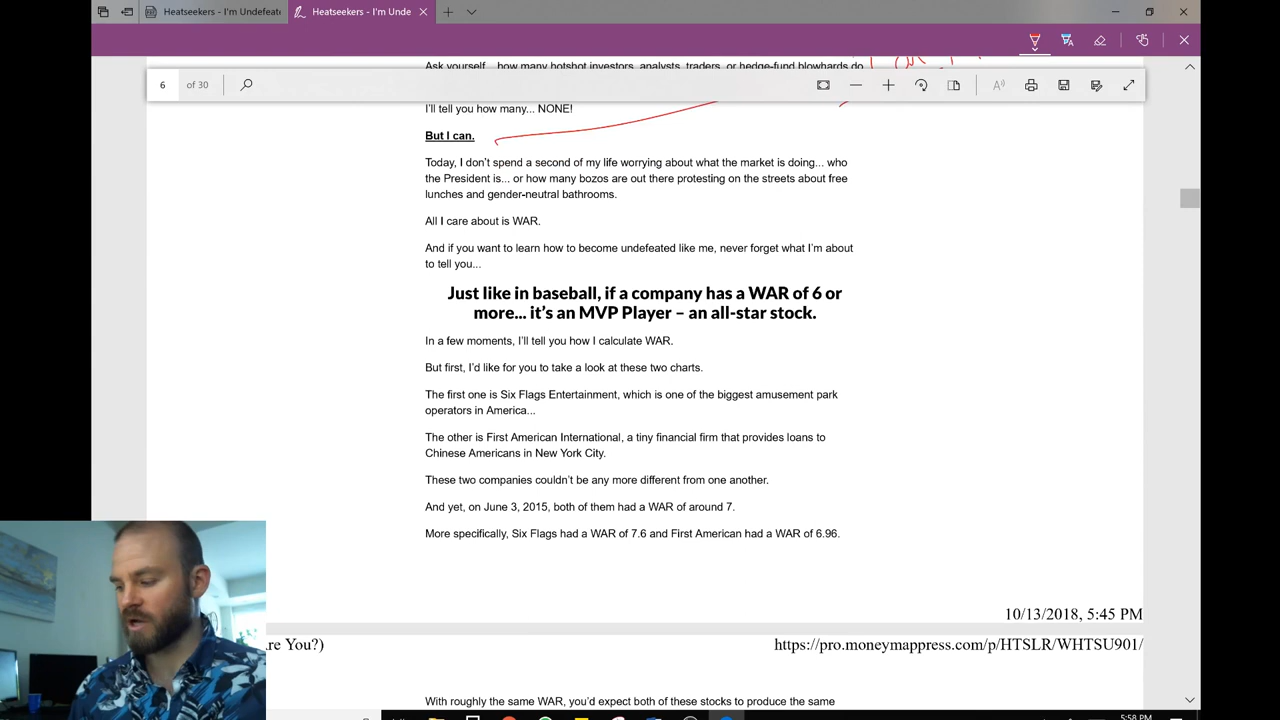 Heatseekers - I'm Undefeate
Heatseekers - I'm Unde
Ask yourself... how many hotshot investors, analysts, traders, or hedge-fund blowhards do
6 of 30
I'll tell you how many... NONE!
But I can.
Today, I don't spend a second of my life worrying about what the market is doing... who
the President is... or how many bozos are out there protesting on the streets about free
lunches and gender-neutral bathrooms.
All I care about is WAR.
And if you want to learn how to become undefeated like me, never forget what I'm about
to tell you...
Just like in baseball, if a company has a WAR of 6 or
more... it's an MVP Player – an all-star stock.
In a few moments, I'll tell you how I calculate WAR.
But first, I'd like for you to take a look at these two charts.
The first one is Six Flags Entertainment, which is one of the biggest amusement park
operators in America...
The other is First American International, a tiny financial firm that provides loans to
Chinese Americans in New York City.
These two companies couldn't be any more different from one another.
And yet, on June 3, 2015, both of them had a WAR of around 7.
More specifically, Six Flags had a WAR of 7.6 and First American had a WAR of 6.96.
10/13/2018, 5:45 PM
re You?)
https://pro.moneymappress.com/p/HTSLR/WHTSU901/
With roughly the same WAR, you'd expect both of these stocks to produce the same
5:58 PM